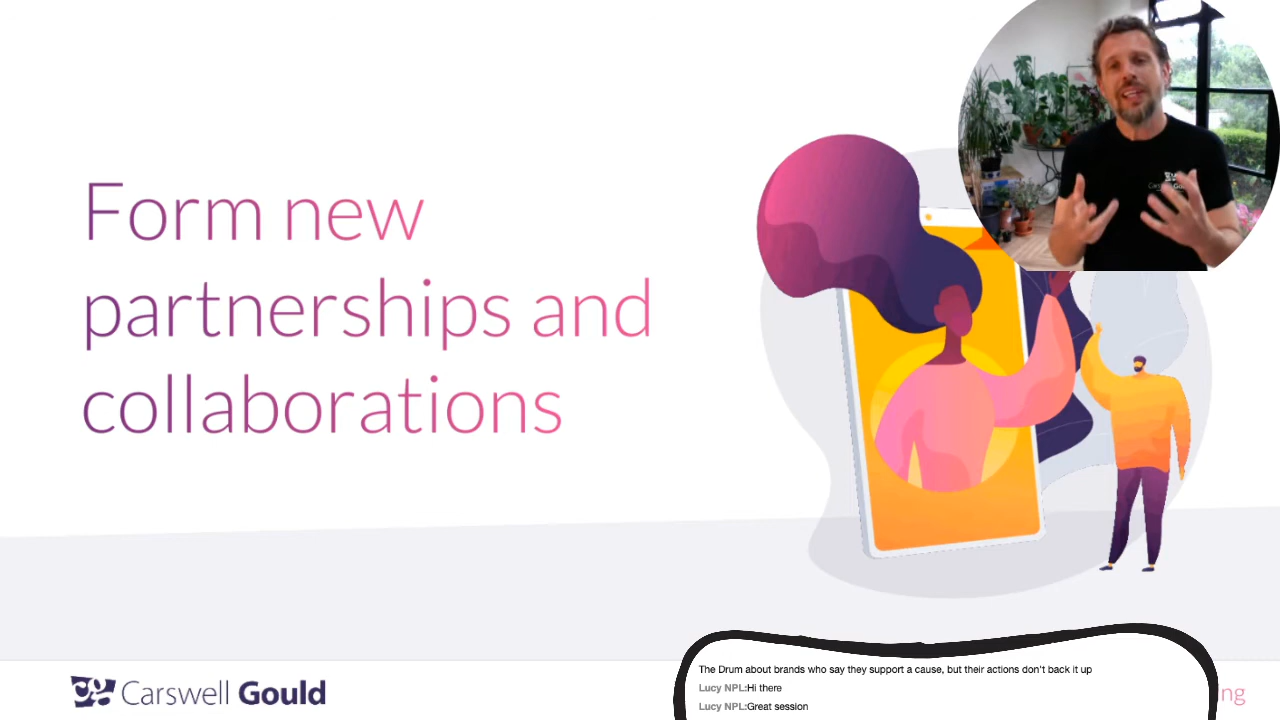 Form new
partnerships and
collaborations
The Drum about brands who say they support a cause, but their actions don't back it up
Lucy NPL:Hi there
Lucy NPL:Great session
Carswell Gould
ng